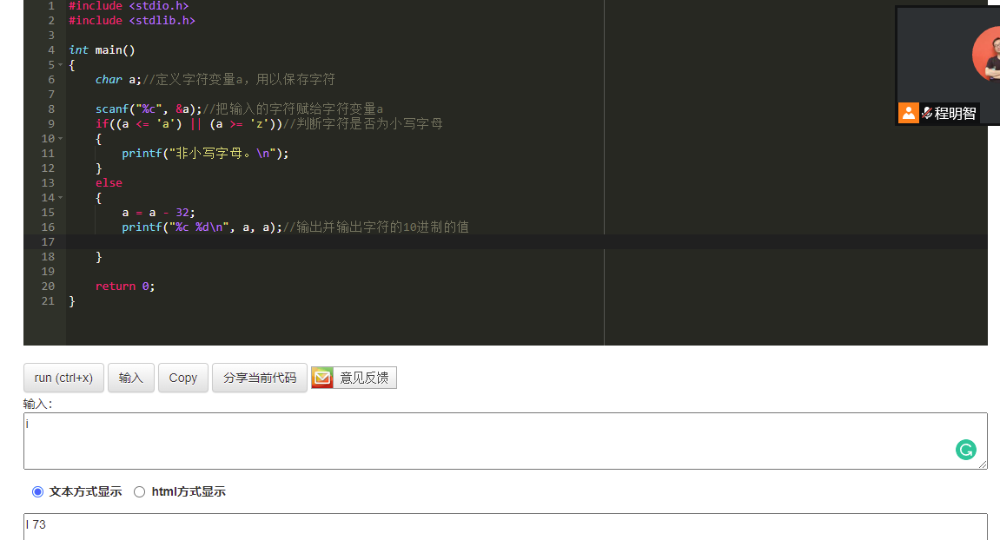 1 #include <stdio.h>
2 #include <stdlib.h>
3
4 int main()
5 {
6 char a;//定义字符变量a，用以保存字符
7
8 scanf("%c", &a);//把输入的字符赋给字符变量a
9 if((a <= 'a') || (a >= 'z'))//判断字符是否为小写字母
10 {
11 printf("非小写字母。\n");
12 }
13 else
14 {
15 a = a - 32;
16 printf("%c %d\n", a, a);//输出并输出字符的10进制的值
17
18 }
19
20 return 0;
21 }
程明智
run (ctrl+x) 输入 Copy 分享当前代码 意见反馈
输入：
i
文本方式显示 html方式显示
I 73